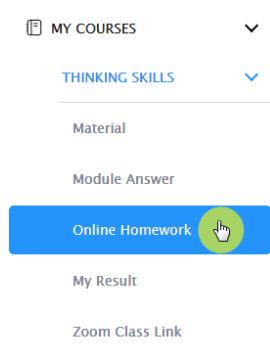 MY COURSES
THINKING SKILLS
Material
Module Answer
Online Homework
My Result
Zoom Class Link